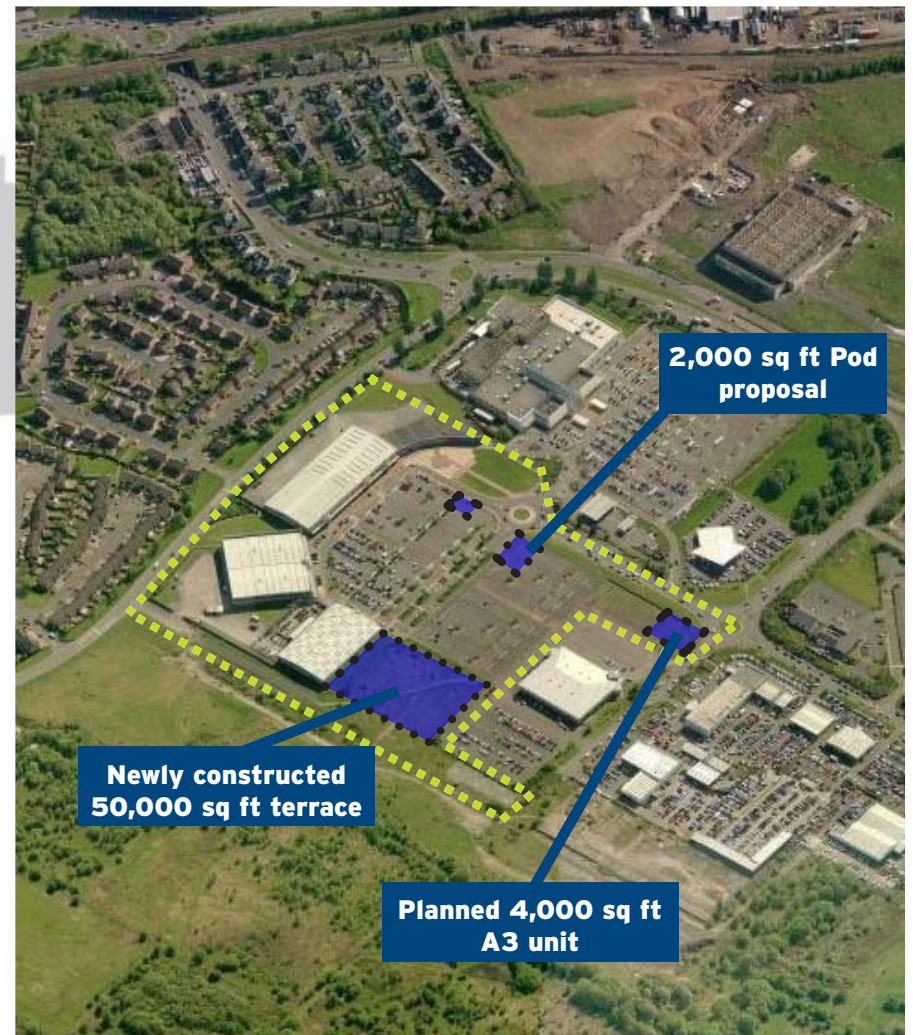 2,000 sq ft Pod
proposal
Newly constructed
50,000 sq ft terrace
Planned 4,000 sq ft
A3 unit